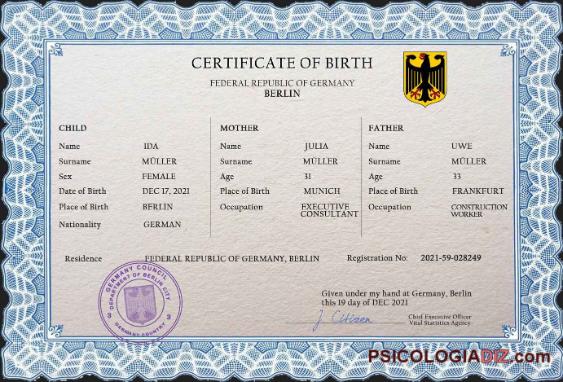 CERTIFICATE OF BIRTH
FEDERAL REPUBLIC OF GERMANY
BERLIN
CHILD
Name IDA
Surname MÜLLER
Sex FEMALE
Date of Birth DEC 17, 2021
Place of Birth BERLIN
Nationality GERMAN
MOTHER
Name JULIA
Surname MÜLLER
Age 31
Place of Birth MUNICH
Occupation EXECUTIVE
CONSULTANT
FATHER
Name UWE
Surname MÜLLER
Age 33
Place of Birth FRANKFURT
Occupation CONSTRUCTION
WORKER
Residence FEDERAL REPUBLIC OF GERMANY, BERLIN
Registration No: 2021-59-028249
GERMANY COUNCIL
DEPARTMENT OF BERLIN CITY
GERMANY COUNTRY
Given under my hand at Germany, Berlin
this 19 day of DEC 2021
J. Citizen
Chief Executive Officer
Vital Statistics Agency
PSICOLOGIADIZ.com